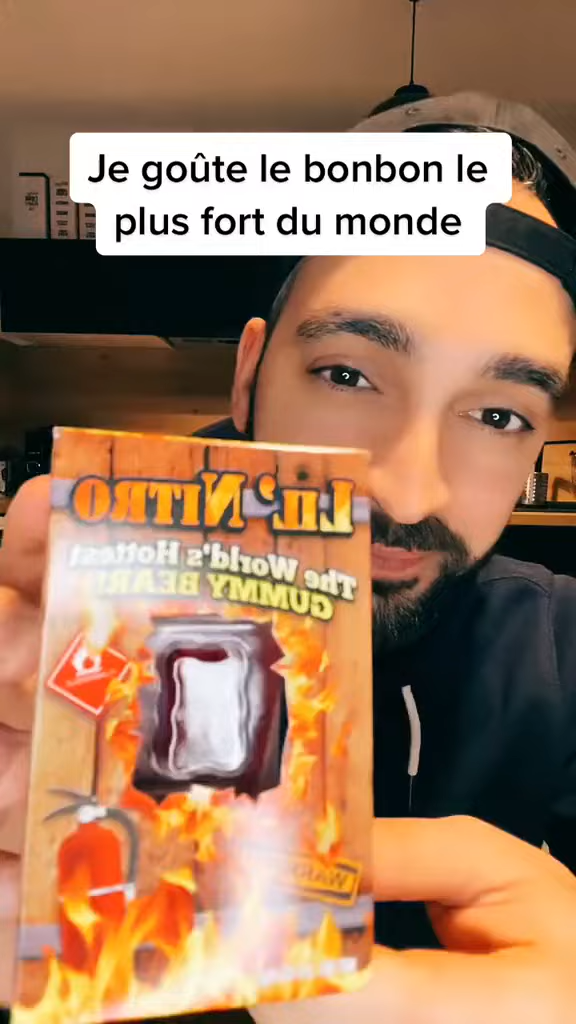 Je goûte le bonbon le
plus fort du monde
LIL' NITRO
The World's Hottest
GUMMY BEAR!